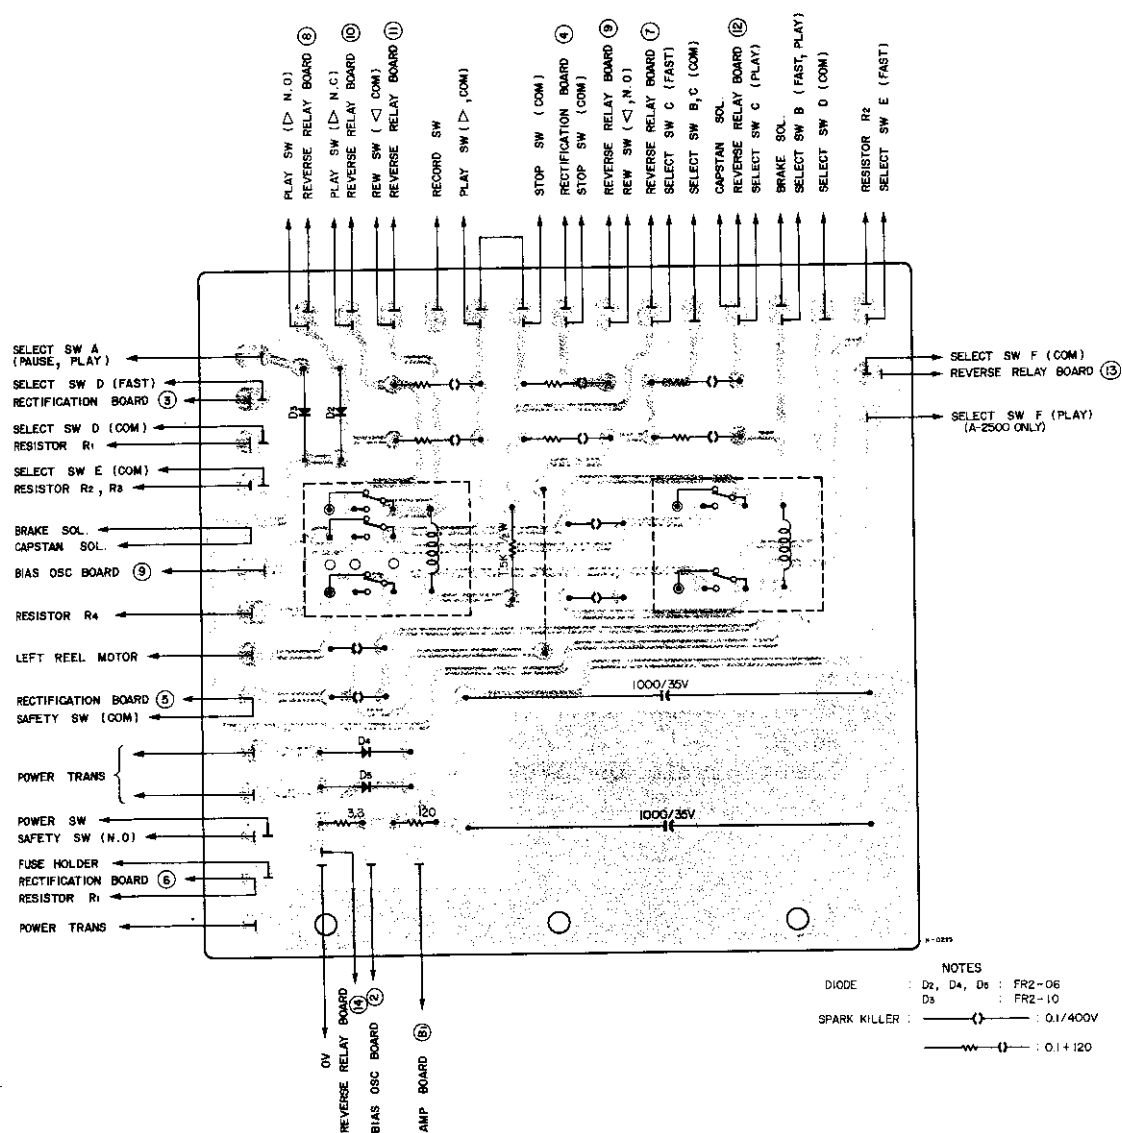 PLAY SW (▷ N.O)
REVERSE RELAY BOARD ⑧
PLAY SW (▷ N.C)
REVERSE RELAY BOARD ⑩
REW SW (◁ COM)
REVERSE RELAY BOARD ⑪
RECORD SW
PLAY SW (▷, COM)
STOP SW (COM)
RECTIFICATION BOARD ④
STOP SW (COM)
REVERSE RELAY BOARD ⑨
REW SW (◁, N.O)
REVERSE RELAY BOARD ⑦
SELECT SW C (FAST)
SELECT SW B, C (COM)
CAPSTAN SOL.
REVERSE RELAY BOARD ⑫
SELECT SW C (PLAY)
BRAKE SOL.
SELECT SW B (FAST, PLAY)
SELECT SW D (COM)
RESISTOR R2
SELECT SW E (FAST)
SELECT SW A
(PAUSE, PLAY)
SELECT SW D (FAST)
RECTIFICATION BOARD ③
SELECT SW D (COM)
RESISTOR R1
SELECT SW E (COM)
RESISTOR R2, R3
BRAKE SOL.
CAPSTAN SOL.
BIAS OSC BOARD ⑨
RESISTOR R4
LEFT REEL MOTOR
RECTIFICATION BOARD ⑤
SAFETY SW (COM)
POWER TRANS
POWER SW
SAFETY SW (N.O)
FUSE HOLDER
RECTIFICATION BOARD ⑥
RESISTOR R1
POWER TRANS
D3
D2
1.5K 1/2W
1000/35V
D4
D5
3.3
120
1000/35V
SELECT SW F (COM)
REVERSE RELAY BOARD ⑬
SELECT SW F (PLAY)
(A-2500 ONLY)
0V
REVERSE RELAY BOARD ⑭
BIAS OSC BOARD ②
AMP BOARD (B1)
NOTES
DIODE : D2, D4, D5 : FR2-06
D3 : FR2-10
SPARK KILLER : : 0.1/400V
: 0.1+120